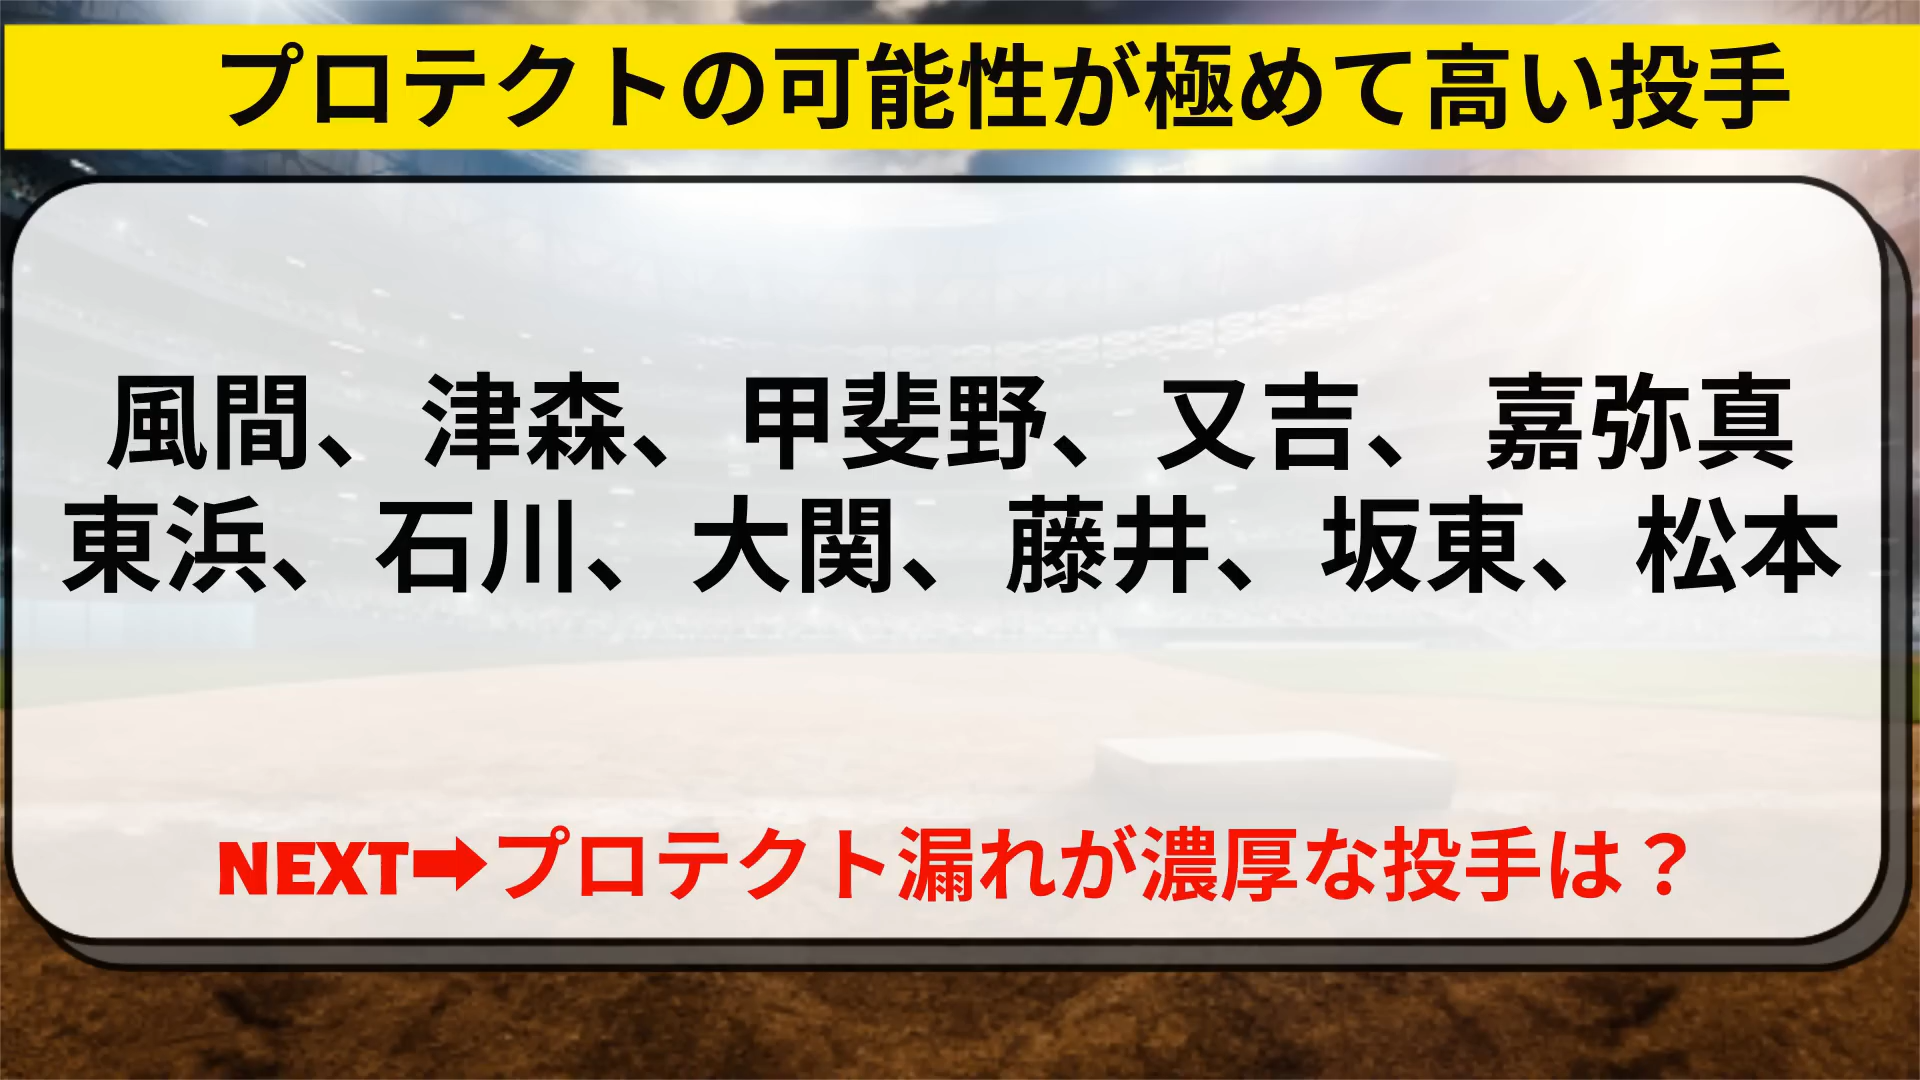 プロテクトの可能性が極めて高い投手
風間、津森、甲斐野、又吉、嘉弥真
東浜、石川、大関、藤井、坂東、松本
NEXT➡プロテクト漏れが濃厚な投手は？